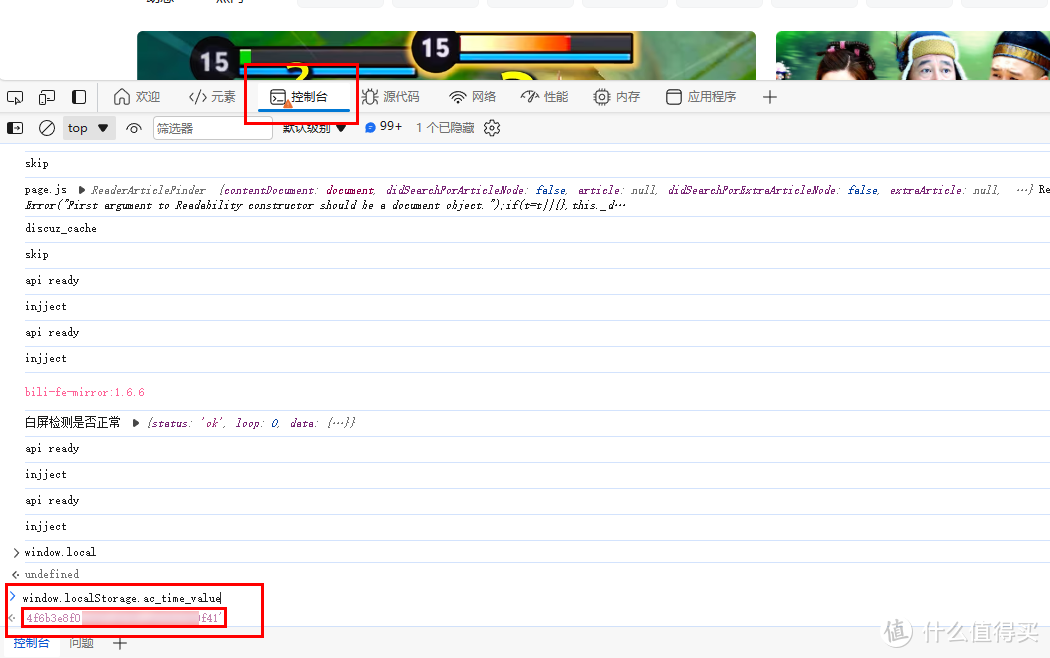 15
15
欢迎
元素
控制台
源代码
网络
性能
内存
应用程序
top
筛选器
默认级别
99+
1 个已隐藏
skip
page.js ▶ReaderArticleFinder {contentDocument: document, didSearchForArticleNode: false, article: null, didSearchForExtraArticleNode: false, extraArticle: null, …} Re
Error("First argument to Readability constructor should be a document object.");if(t=t||{},this._d…
discuz_cache
skip
api ready
injject
api ready
injject
bili-fe-mirror:1.6.6
白屏检测是否正常 ▶{status: 'ok', loop: 0, data: {…}}
api ready
injject
api ready
injject
window.local
undefined
window.localStorage.ac_time_value
4f6b3e8f0
f41'
控制台
问题
值 什么值得买